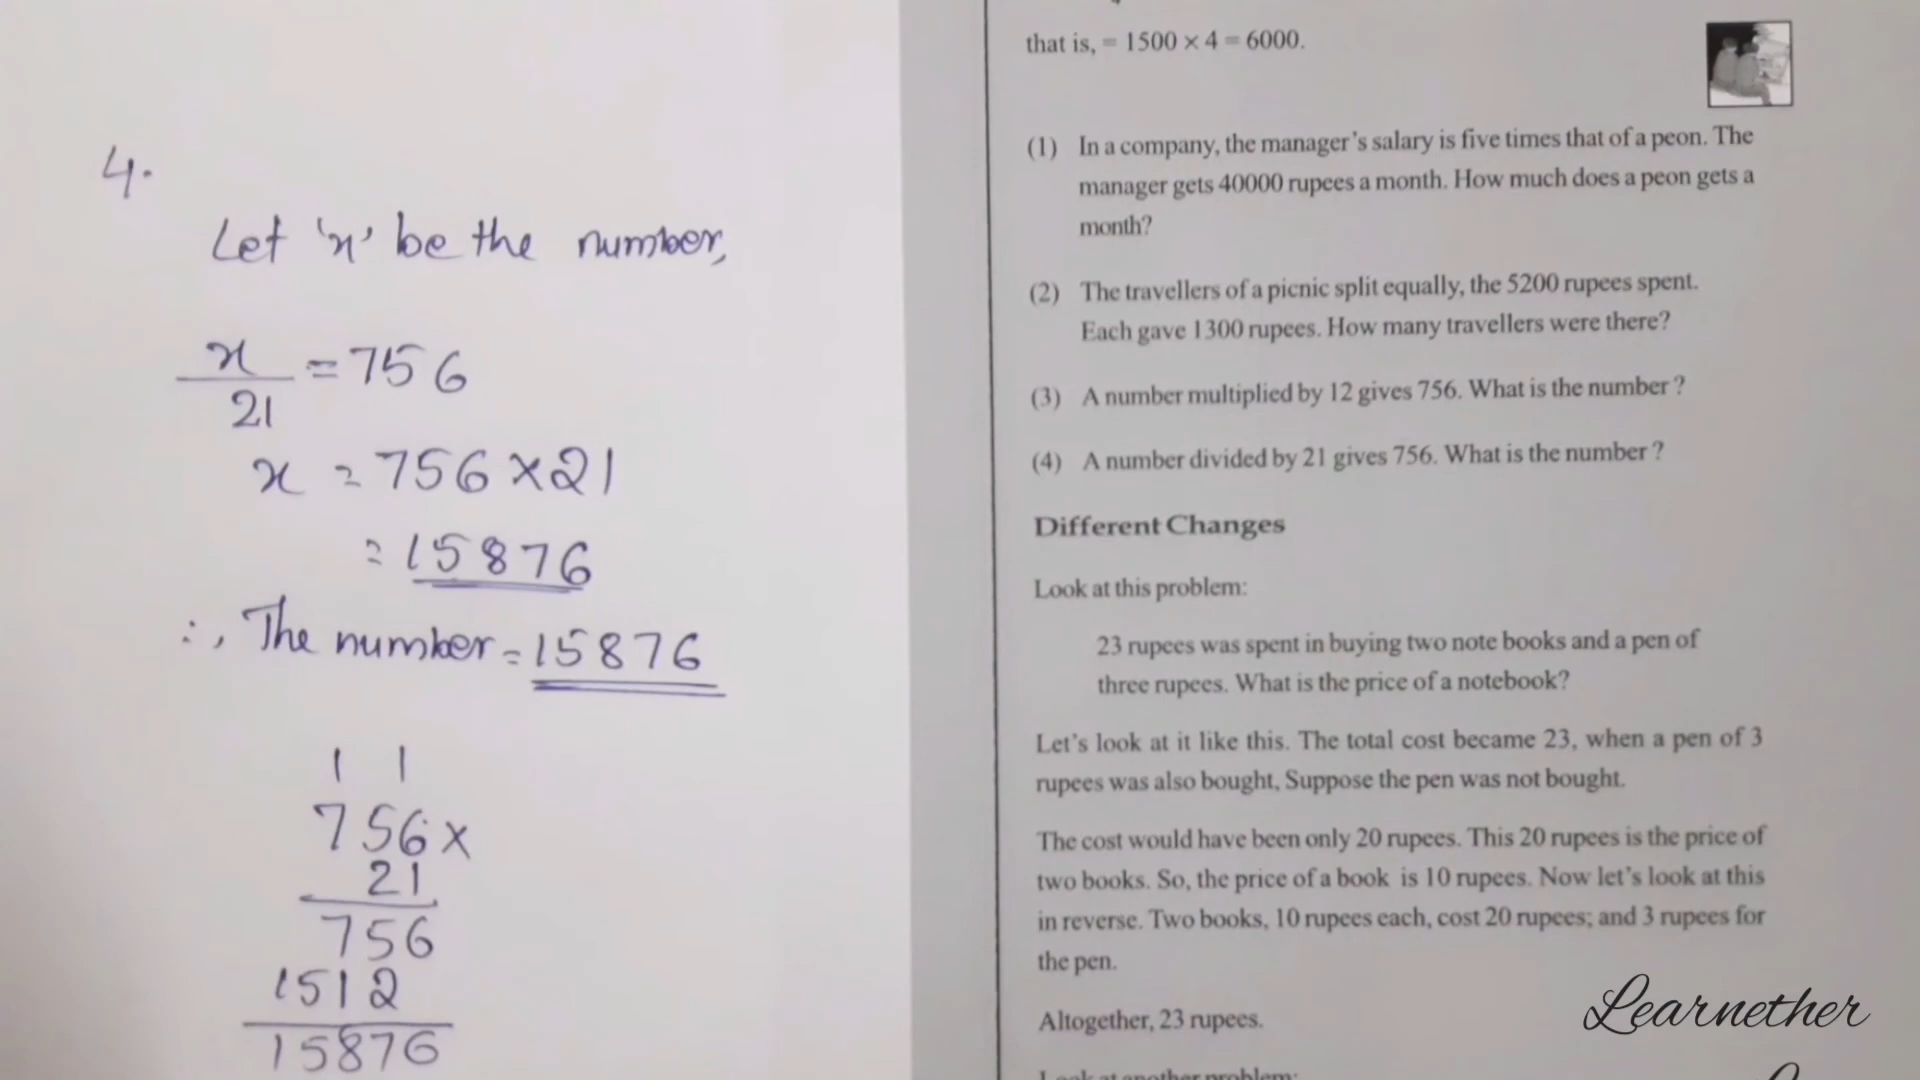 4.
Let 'x' be the number,
x/21 = 756
x = 756 × 21
= 15876
∴, The number = 15876
1 1
756 ×
21
756
1512
15876
that is, = 1500 × 4 = 6000.
(1) In a company, the manager's salary is five times that of a peon. The
manager gets 40000 rupees a month. How much does a peon gets a
month?
(2) The travellers of a picnic split equally, the 5200 rupees spent.
Each gave 1300 rupees. How many travellers were there?
(3) A number multiplied by 12 gives 756. What is the number ?
(4) A number divided by 21 gives 756. What is the number ?
Different Changes
Look at this problem:
23 rupees was spent in buying two note books and a pen of
three rupees. What is the price of a notebook?
Let's look at it like this. The total cost became 23, when a pen of 3
rupees was also bought, Suppose the pen was not bought.
The cost would have been only 20 rupees. This 20 rupees is the price of
two books. So, the price of a book is 10 rupees. Now let's look at this
in reverse. Two books, 10 rupees each, cost 20 rupees; and 3 rupees for
the pen.
Altogether, 23 rupees.
Look at another problem:
Learnether